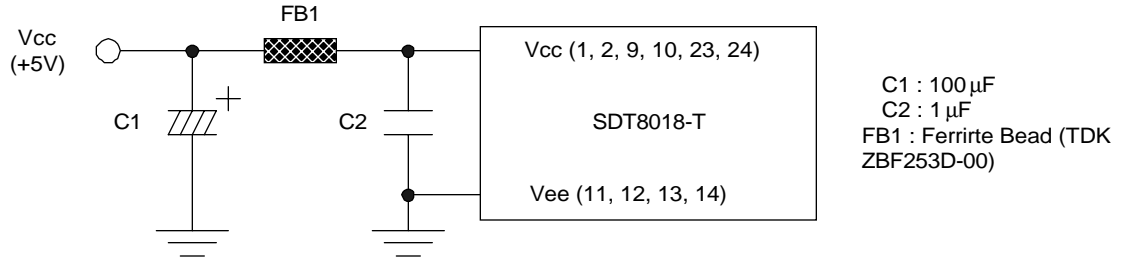 FB1
Vcc
(+5V)
Vcc (1, 2, 9, 10, 23, 24)
C1
C2
SDT8018-T
Vee (11, 12, 13, 14)
C1 : 100 µF
C2 : 1 µF
FB1 : Ferrirte Bead (TDK
ZBF253D-00)